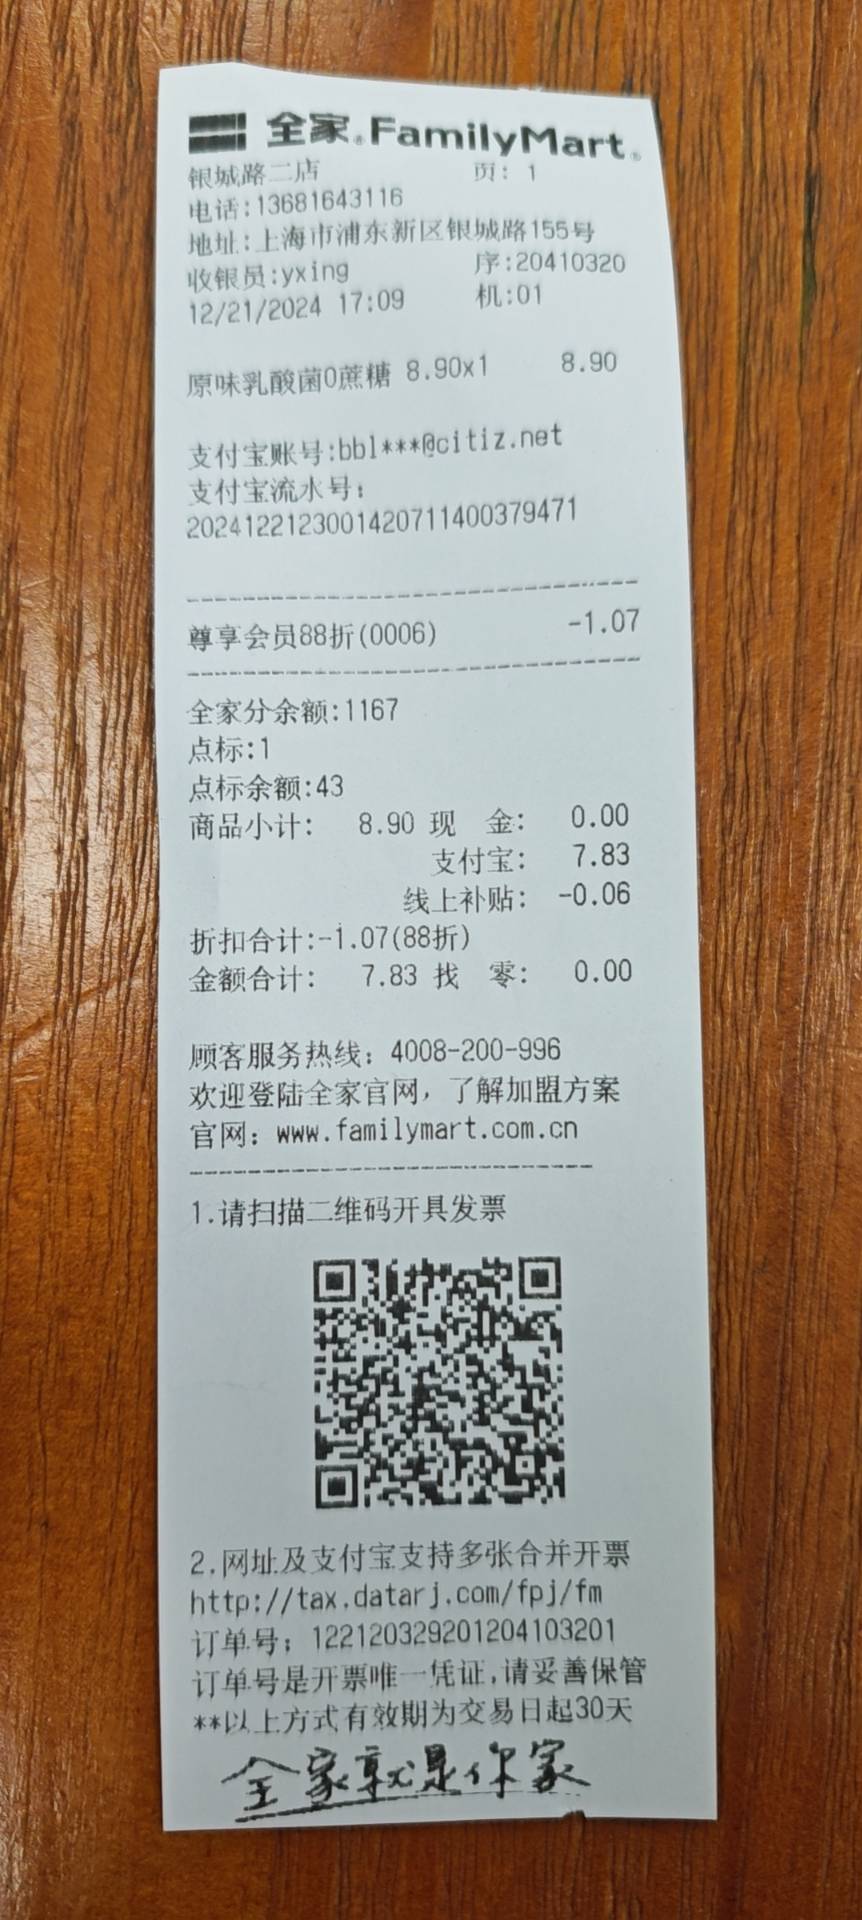 全家 FamilyMart
银城路二店 页: 1
电话:13681643116
地址:上海市浦东新区银城路155号
收银员:yxing 序:20410320
12/21/2024 17:09 机:01
原味乳酸菌0蔗糖 8.90x1 8.90
支付宝账号:bbl***@citiz.net
支付宝流水号:
2024122123001420711400379471
尊享会员88折(0006) -1.07
全家分余额:1167
点标:1
点标余额:43
商品小计: 8.90 现 金: 0.00
支付宝: 7.83
线上补贴: -0.06
折扣合计:-1.07(88折)
金额合计: 7.83 找 零: 0.00
顾客服务热线: 4008-200-996
欢迎登陆全家官网，了解加盟方案
官网: www.familymart.com.cn
1.请扫描二维码开具发票
2.网址及支付宝支持多张合并开票
http://tax.datarj.com/fpj/fm
订单号: 122120329201204103201
订单号是开票唯一凭证,请妥善保管
**以上方式有效期为交易日起30天
全家就是你家